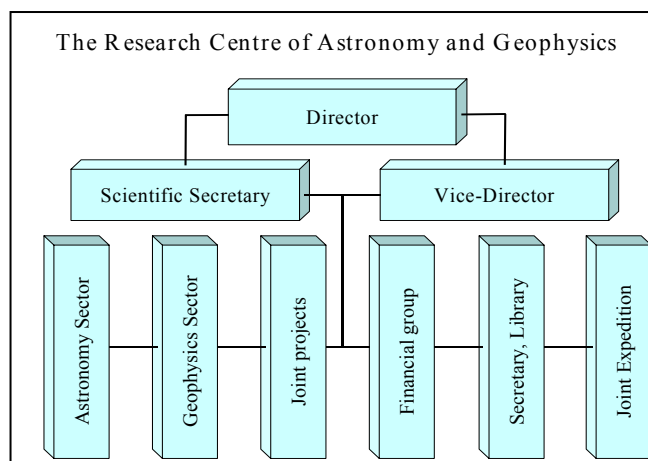 The Research Centre of Astronomy and Geophysics
Director
Scientific Secretary
Vice-Director
Astronomy Sector
Geophysics Sector
Joint projects
Financial group
Secretary, Library
Joint Expedition